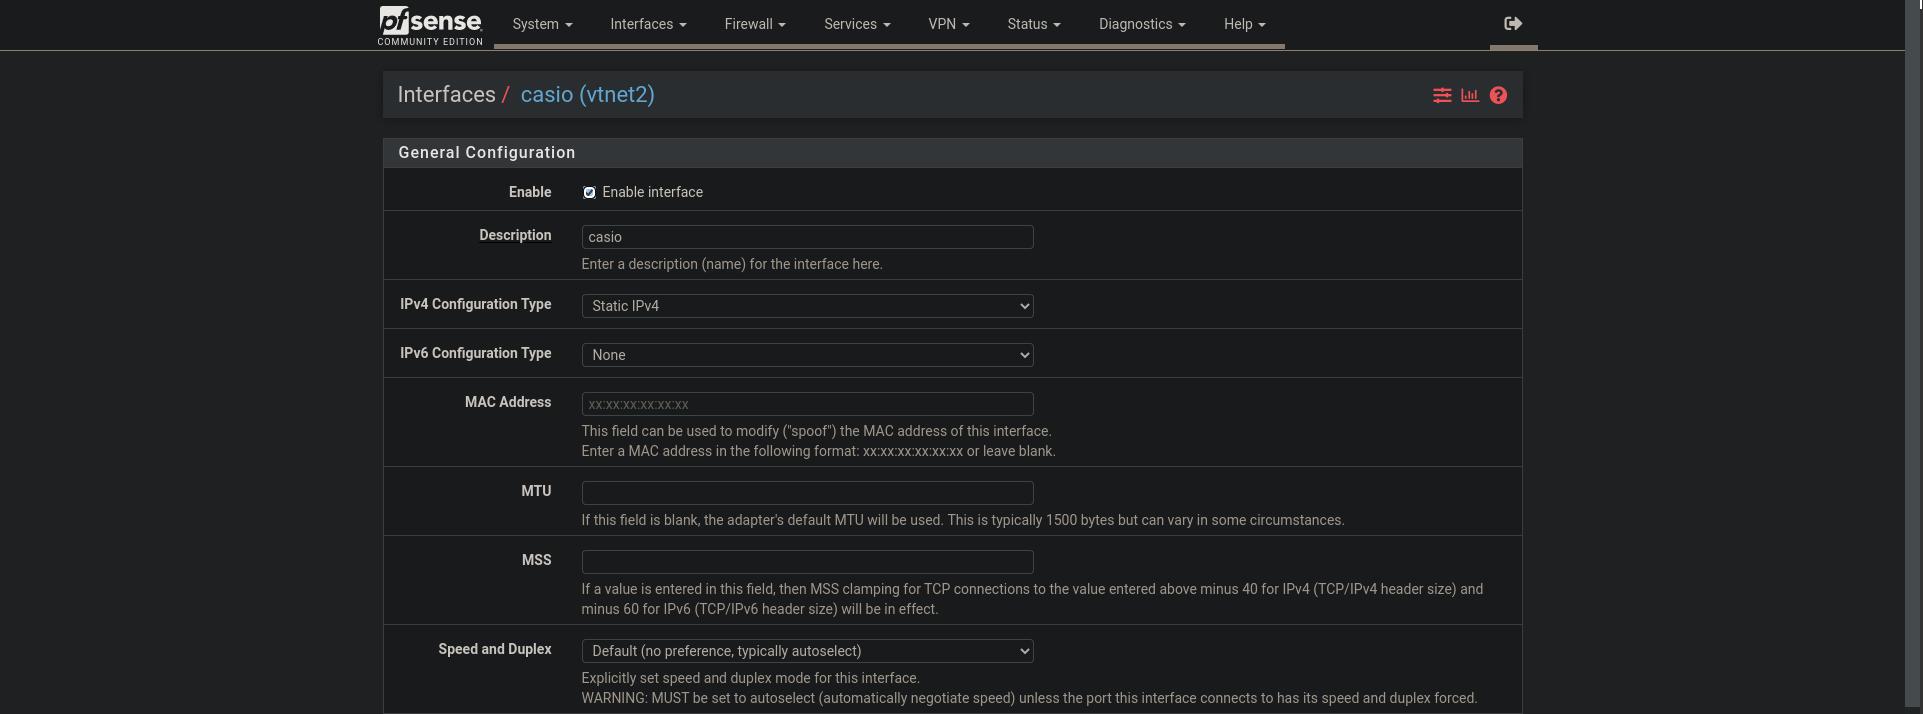 pfsense
COMMUNITY EDITION
System
Interfaces
Firewall
Services
VPN
Status
Diagnostics
Help
Interfaces / casio (vtnet2)
General Configuration
Enable
Enable interface
Description
casio
Enter a description (name) for the interface here.
IPv4 Configuration Type
Static IPv4
IPv6 Configuration Type
None
MAC Address
xx:xx:xx:xx:xx:xx
This field can be used to modify ("spoof") the MAC address of this interface.
Enter a MAC address in the following format: xx:xx:xx:xx:xx:xx or leave blank.
MTU
If this field is blank, the adapter's default MTU will be used. This is typically 1500 bytes but can vary in some circumstances.
MSS
If a value is entered in this field, then MSS clamping for TCP connections to the value entered above minus 40 for IPv4 (TCP/IPv4 header size) and
minus 60 for IPv6 (TCP/IPv6 header size) will be in effect.
Speed and Duplex
Default (no preference, typically autoselect)
Explicitly set speed and duplex mode for this interface.
WARNING: MUST be set to autoselect (automatically negotiate speed) unless the port this interface connects to has its speed and duplex forced.